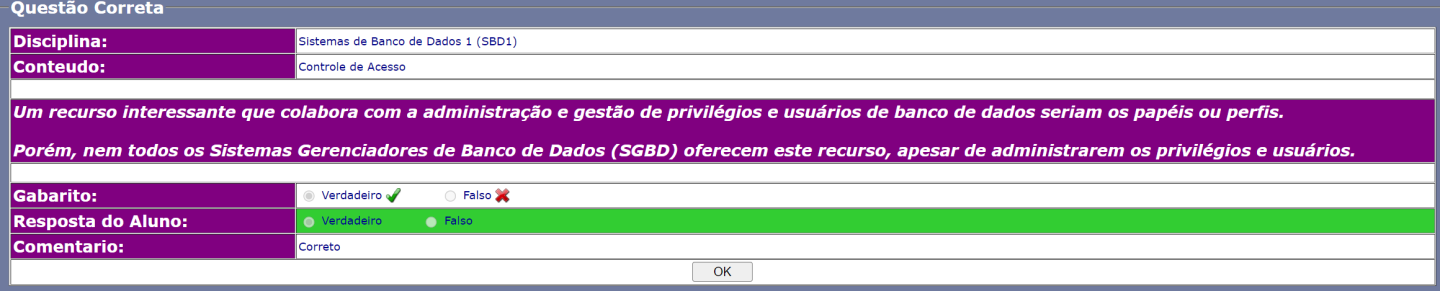 Questão Correta
Disciplina: Sistemas de Banco de Dados 1 (SBD1)
Conteudo: Controle de Acesso
Um recurso interessante que colabora com a administração e gestão de privilégios e usuários de banco de dados seriam os papéis ou perfis.
Porém, nem todos os Sistemas Gerenciadores de Banco de Dados (SGBD) oferecem este recurso, apesar de administrarem os privilégios e usuários.
Gabarito: Verdadeiro Falso
Resposta do Aluno: Verdadeiro Falso
Comentario: Correto
OK